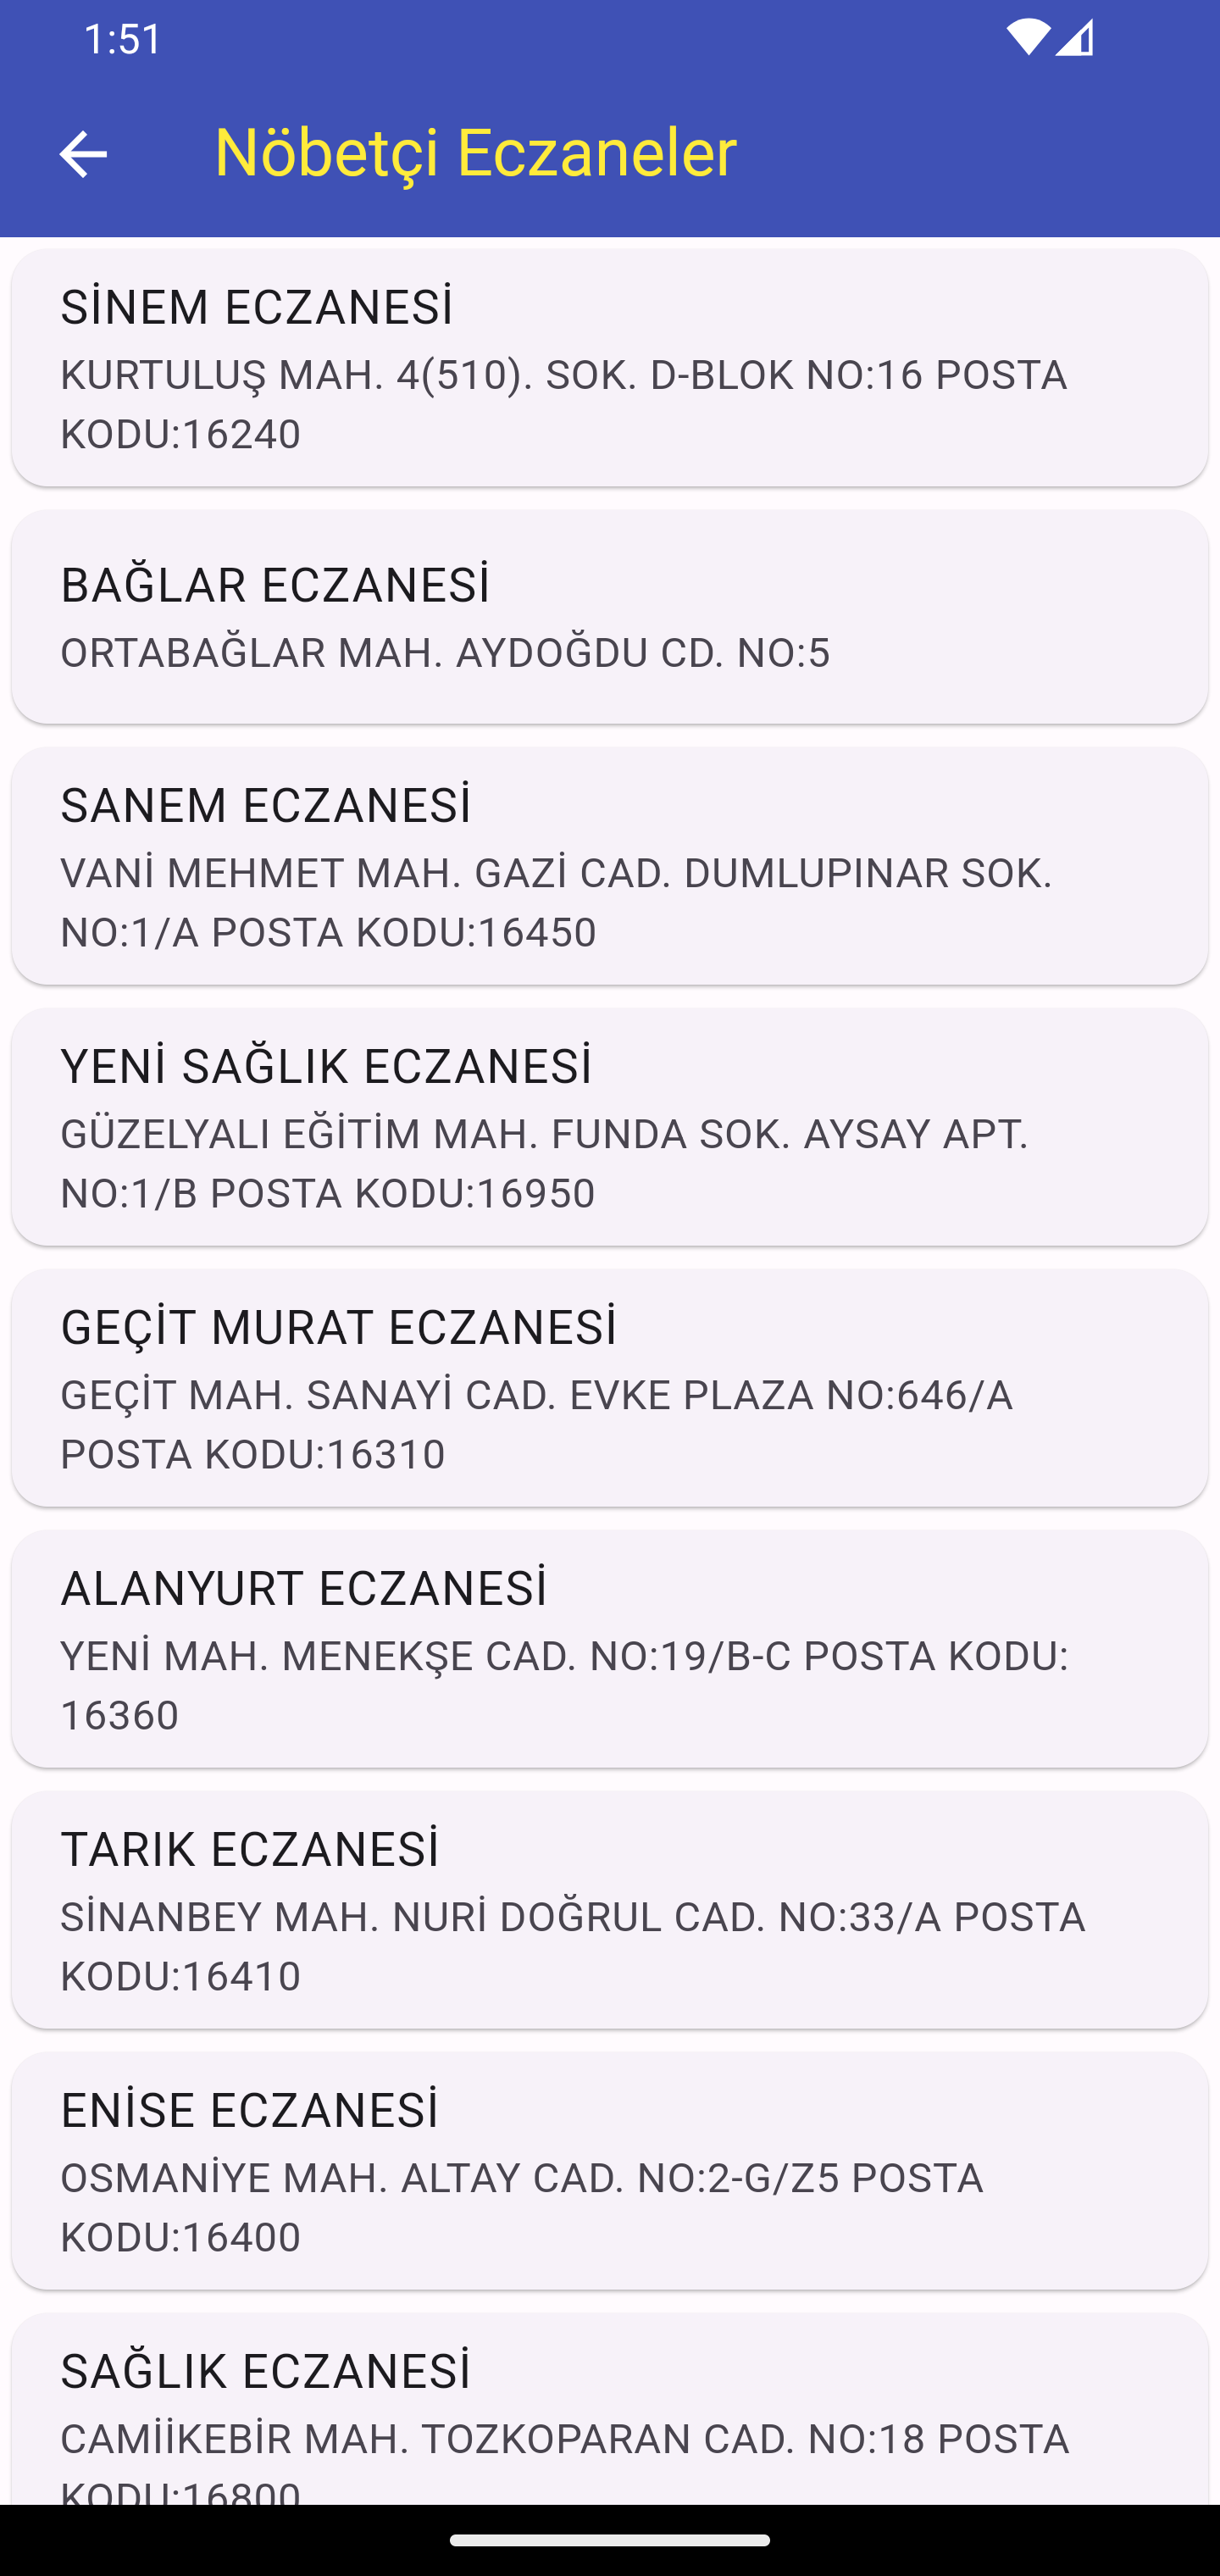 1:51
Nöbetçi Eczaneler
SİNEM ECZANESİ
KURTULUŞ MAH. 4(510). SOK. D-BLOK NO:16 POSTA
KODU:16240
BAĞLAR ECZANESİ
ORTABAĞLAR MAH. AYDOĞDU CD. NO:5
SANEM ECZANESİ
VANİ MEHMET MAH. GAZİ CAD. DUMLUPINAR SOK.
NO:1/A POSTA KODU:16450
YENİ SAĞLIK ECZANESİ
GÜZELYALI EĞİTİM MAH. FUNDA SOK. AYSAY APT.
NO:1/B POSTA KODU:16950
GEÇİT MURAT ECZANESİ
GEÇİT MAH. SANAYİ CAD. EVKE PLAZA NO:646/A
POSTA KODU:16310
ALANYURT ECZANESİ
YENİ MAH. MENEKŞE CAD. NO:19/B-C POSTA KODU:
16360
TARIK ECZANESİ
SİNANBEY MAH. NURİ DOĞRUL CAD. NO:33/A POSTA
KODU:16410
ENİSE ECZANESİ
OSMANİYE MAH. ALTAY CAD. NO:2-G/Z5 POSTA
KODU:16400
SAĞLIK ECZANESİ
CAMİİKEBİR MAH. TOZKOPARAN CAD. NO:18 POSTA
KODU:16800